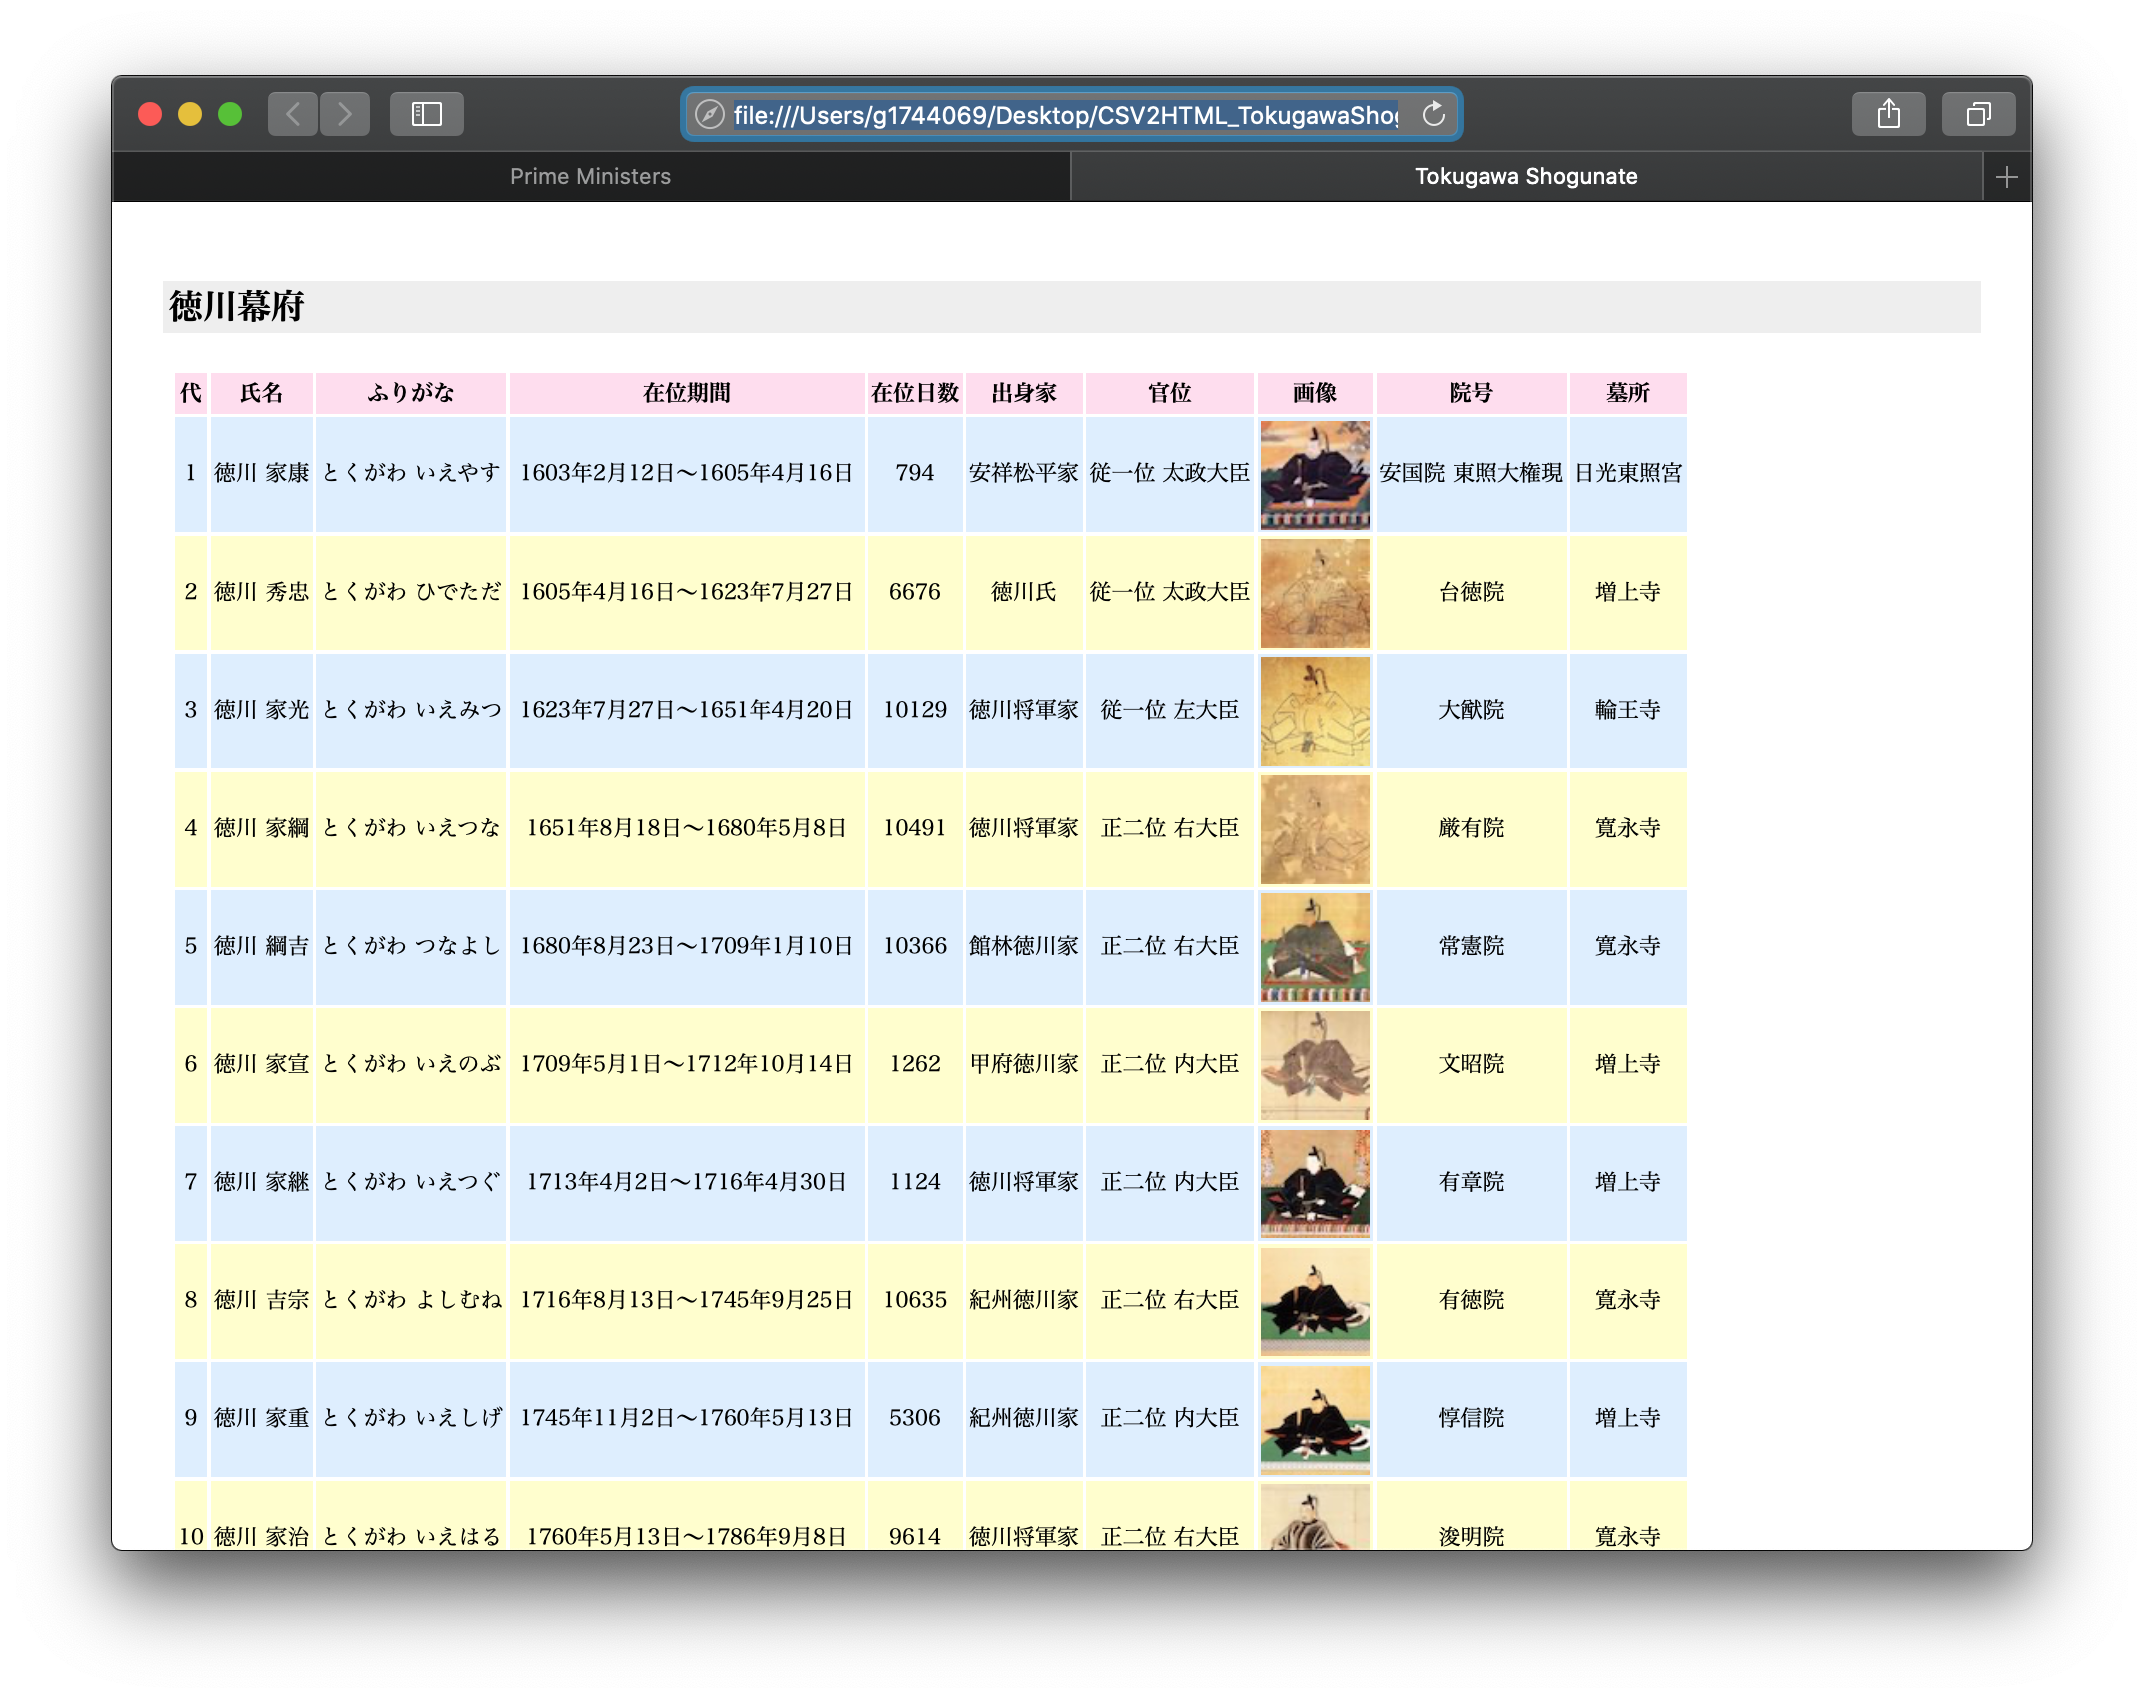 file:///Users/g1744069/Desktop/CSV2HTML_TokugawaShog
Prime Ministers Tokugawa Shogunate
徳川幕府
代 氏名 ふりがな 在位期間 在位日数 出身家 官位 画像 院号 墓所
1 徳川 家康 とくがわ いえやす 1603年2月12日〜1605年4月16日 794 安祥松平家 従一位 太政大臣 安国院 東照大権現 日光東照宮
2 徳川 秀忠 とくがわ ひでただ 1605年4月16日〜1623年7月27日 6676 徳川氏 従一位 太政大臣 台徳院 増上寺
3 徳川 家光 とくがわ いえみつ 1623年7月27日〜1651年4月20日 10129 徳川将軍家 従一位 左大臣 大猷院 輪王寺
4 徳川 家綱 とくがわ いえつな 1651年8月18日〜1680年5月8日 10491 徳川将軍家 正二位 右大臣 厳有院 寛永寺
5 徳川 綱吉 とくがわ つなよし 1680年8月23日〜1709年1月10日 10366 館林徳川家 正二位 右大臣 常憲院 寛永寺
6 徳川 家宣 とくがわ いえのぶ 1709年5月1日〜1712年10月14日 1262 甲府徳川家 正二位 内大臣 文昭院 増上寺
7 徳川 家継 とくがわ いえつぐ 1713年4月2日〜1716年4月30日 1124 徳川将軍家 正二位 内大臣 有章院 増上寺
8 徳川 吉宗 とくがわ よしむね 1716年8月13日〜1745年9月25日 10635 紀州徳川家 正二位 右大臣 有徳院 寛永寺
9 徳川 家重 とくがわ いえしげ 1745年11月2日〜1760年5月13日 5306 紀州徳川家 正二位 内大臣 惇信院 増上寺
10 徳川 家治 とくがわ いえはる 1760年5月13日〜1786年9月8日 9614 徳川将軍家 正二位 右大臣 浚明院 寛永寺